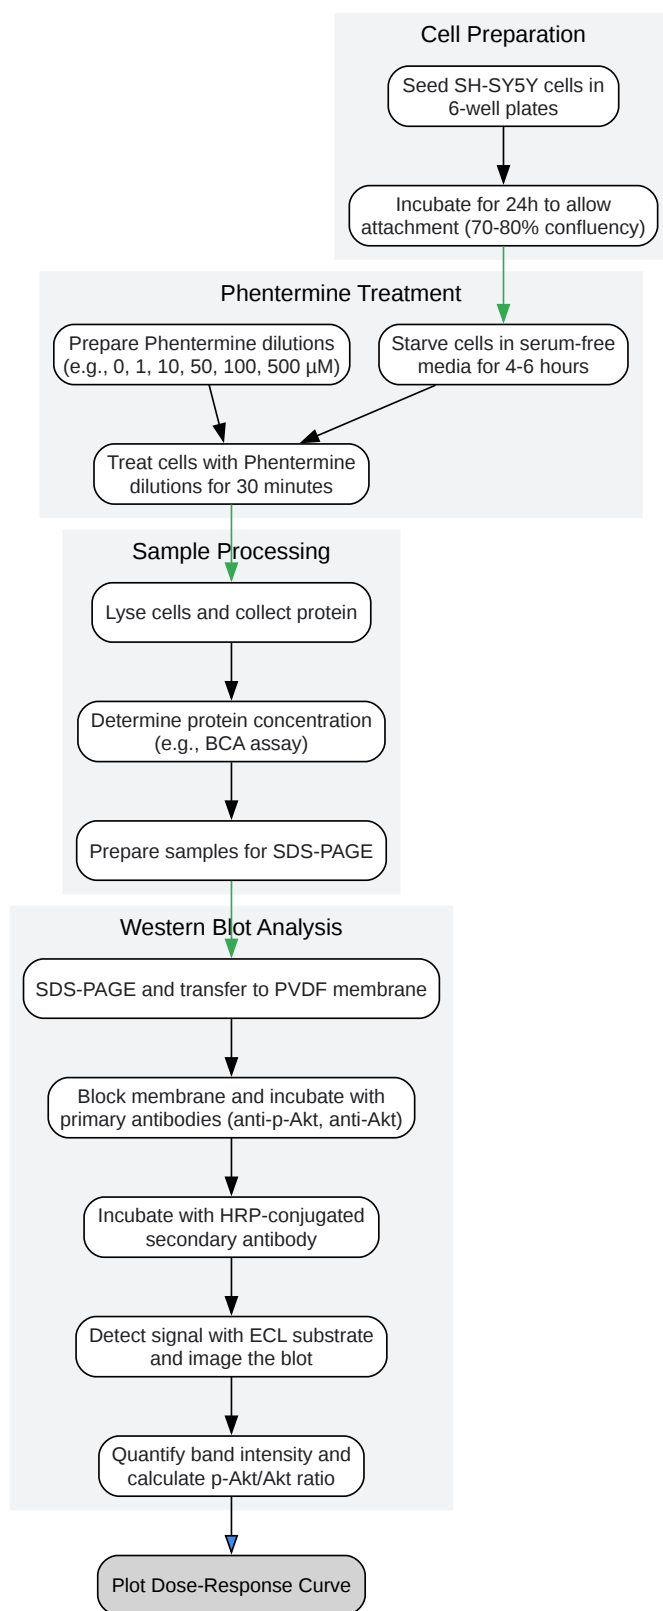 Cell Preparation
Seed SH-SY5Y cells in
6-well plates
Incubate for 24h to allow
attachment (70-80% confluency)
Phentermine Treatment
Prepare Phentermine dilutions
(e.g., 0, 1, 10, 50, 100, 500 µM)
Starve cells in serum-free
media for 4-6 hours
Treat cells with Phentermine
dilutions for 30 minutes
Sample Processing
Lyse cells and collect protein
Determine protein concentration
(e.g., BCA assay)
Prepare samples for SDS-PAGE
Western Blot Analysis
SDS-PAGE and transfer to PVDF membrane
Block membrane and incubate with
primary antibodies (anti-p-Akt, anti-Akt)
Incubate with HRP-conjugated
secondary antibody
Detect signal with ECL substrate
and image the blot
Quantify band intensity and
calculate p-Akt/Akt ratio
Plot Dose-Response Curve